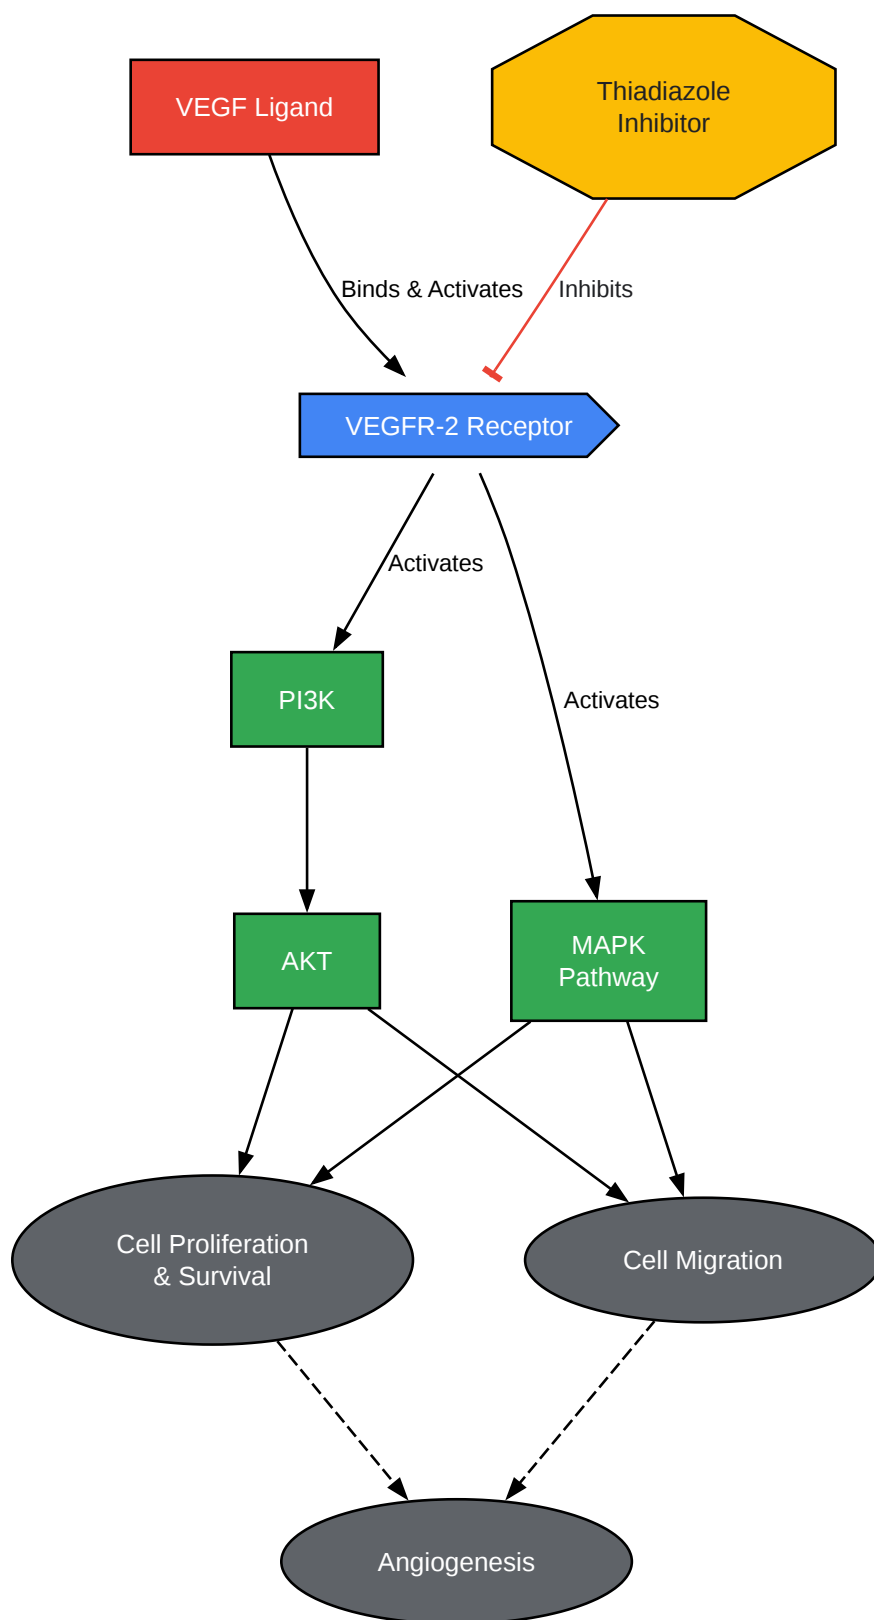 VEGF Ligand
Thiadiazole
Inhibitor
Binds & Activates
Inhibits
VEGFR-2 Receptor
Activates
PI3K
Activates
AKT
MAPK
Pathway
Cell Proliferation
& Survival
Cell Migration
Angiogenesis